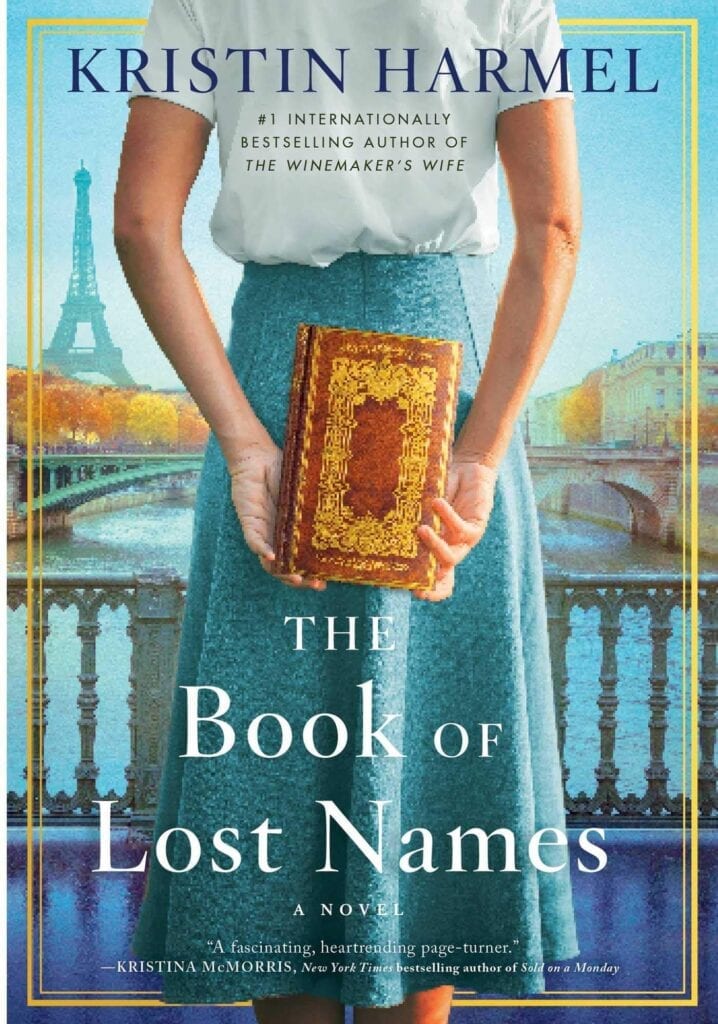 KRISTIN HARMEL
#1 INTERNATIONALLY
BESTSELLING AUTHOR OF
THE WINEMAKER'S WIFE
THE
BOOK OF
LOST NAMES
A NOVEL
“A fascinating, heartrending page-turner.”
—KRISTINA McMORRIS, New York Times bestselling author of Sold on a Monday